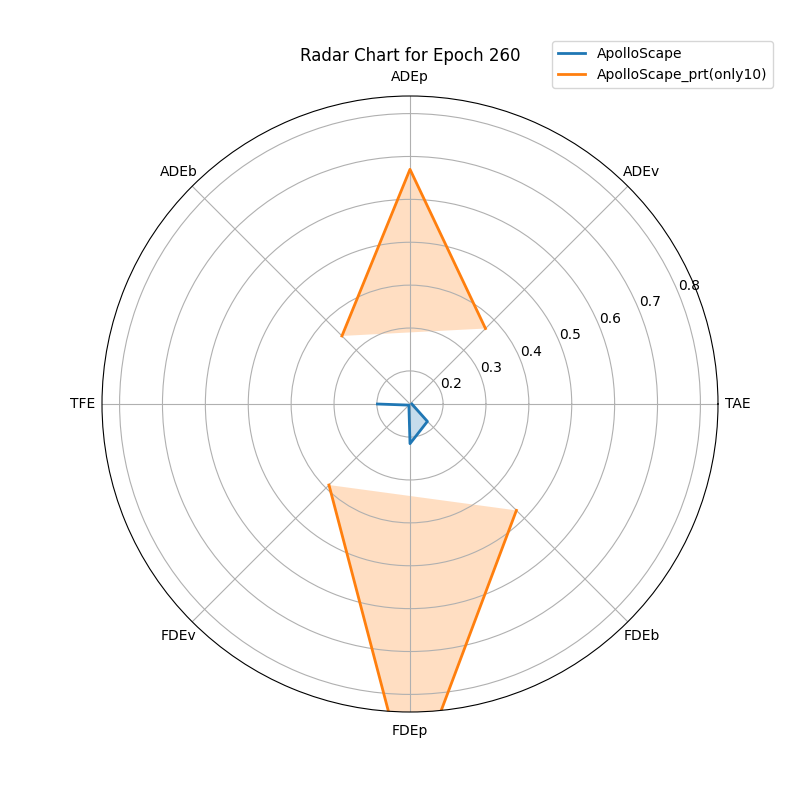 Radar Chart for Epoch 260
ApolloScape
ApolloScape_prt(only10)
ADEp
ADEb
ADEv
0.8
0.7
0.6
0.5
0.4
0.3
0.2
TFE
TAE
FDEv
FDEb
FDEp